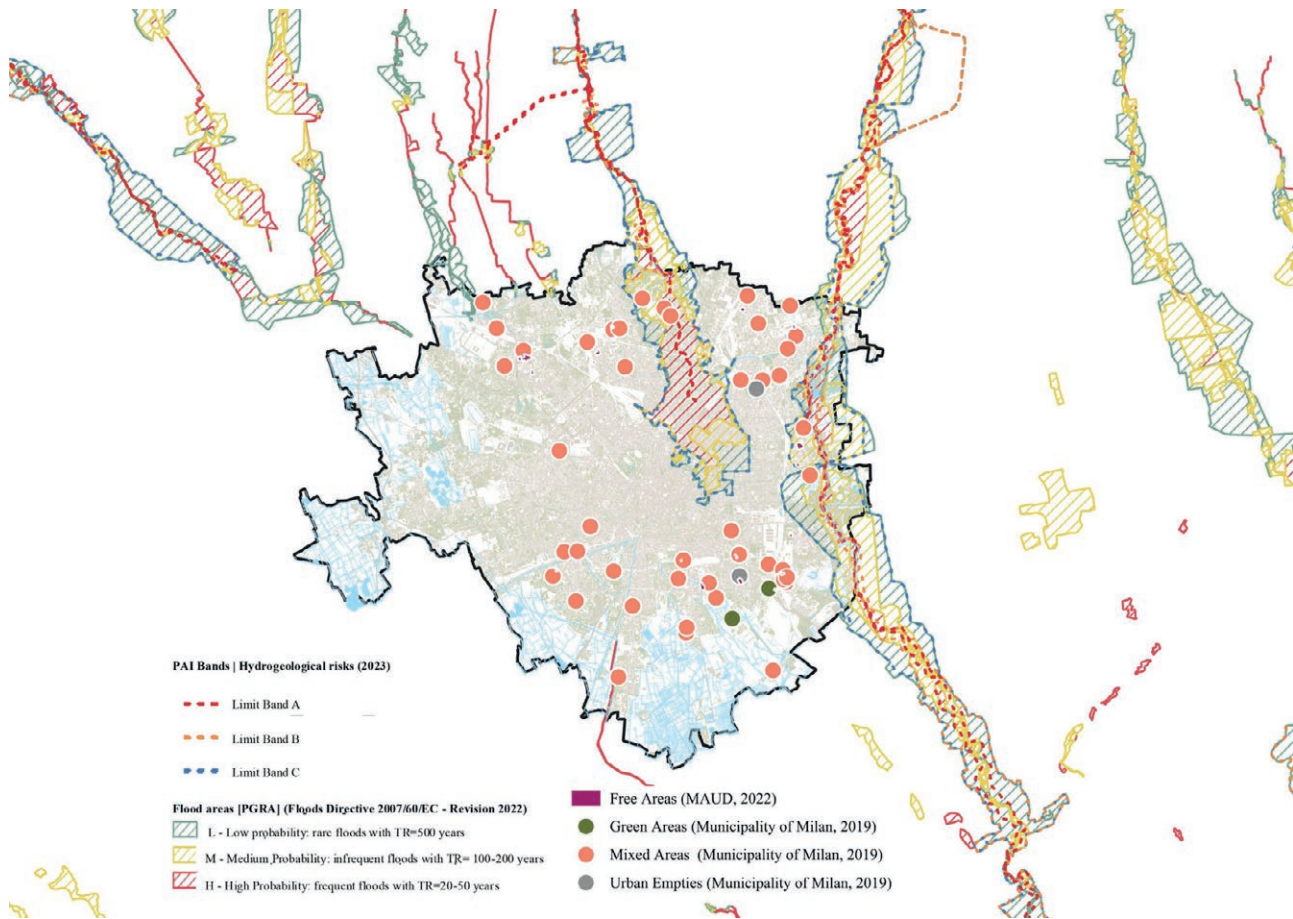 PAI Bands | Hydrogeological risks (2023)
Limit Band A
Limit Band B
Limit Band C
Flood areas [PGRA] (Floods Directive 2007/60/EC - Revision 2022)
L - Low probability: rare floods with TR=500 years
M - Medium Probability: infrequent floods with TR= 100-200 years
H - High Probability: frequent floods with TR=20-50 years
Free Areas (MAUD, 2022)
Green Areas (Municipality of Milan, 2019)
Mixed Areas (Municipality of Milan, 2019)
Urban Empties (Municipality of Milan, 2019)